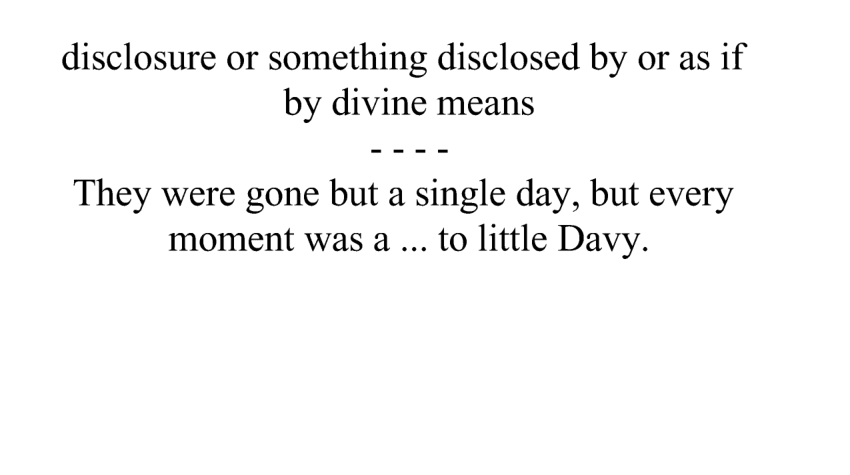 disclosure or something disclosed by or as if
by divine means
- - - -
They were gone but a single day, but every
moment was a ... to little Davy.